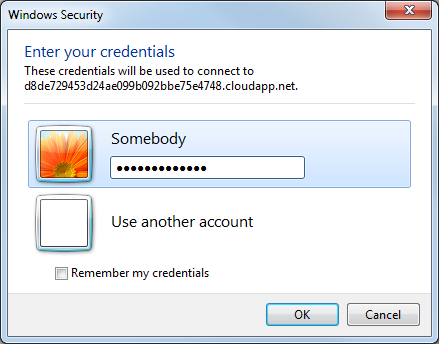 Windows Security
Enter your credentials
These credentials will be used to connect to
d8de729453d24ae099b092bbe75e4748.cloudapp.net.
Somebody
●●●●●●●●●●●●●
Use another account
Remember my credentials
OK
Cancel